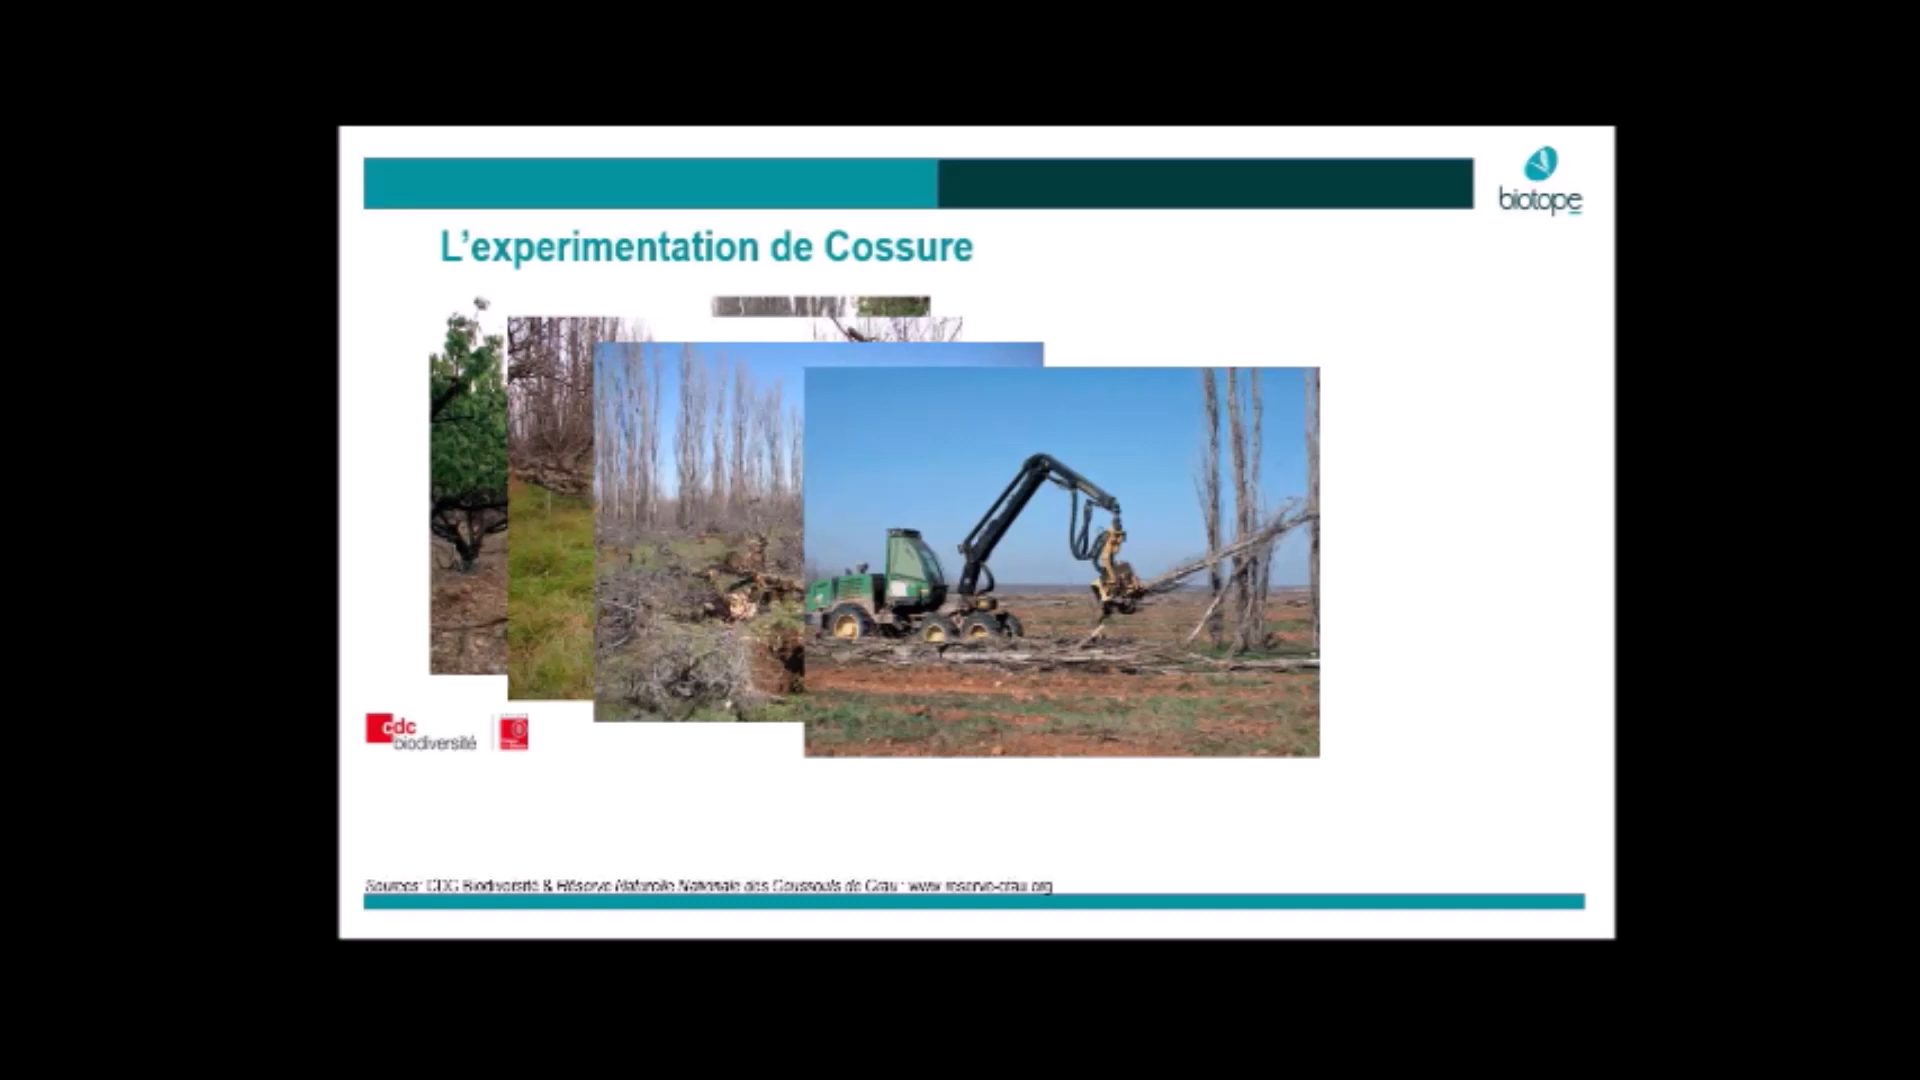 biotope
L'experimentation de Cossure
cdc
biodiversité
Sources: CDC Biodiversité & Réserve Naturelle Nationale des Coussouls de Crau : www.reserve-crau.org